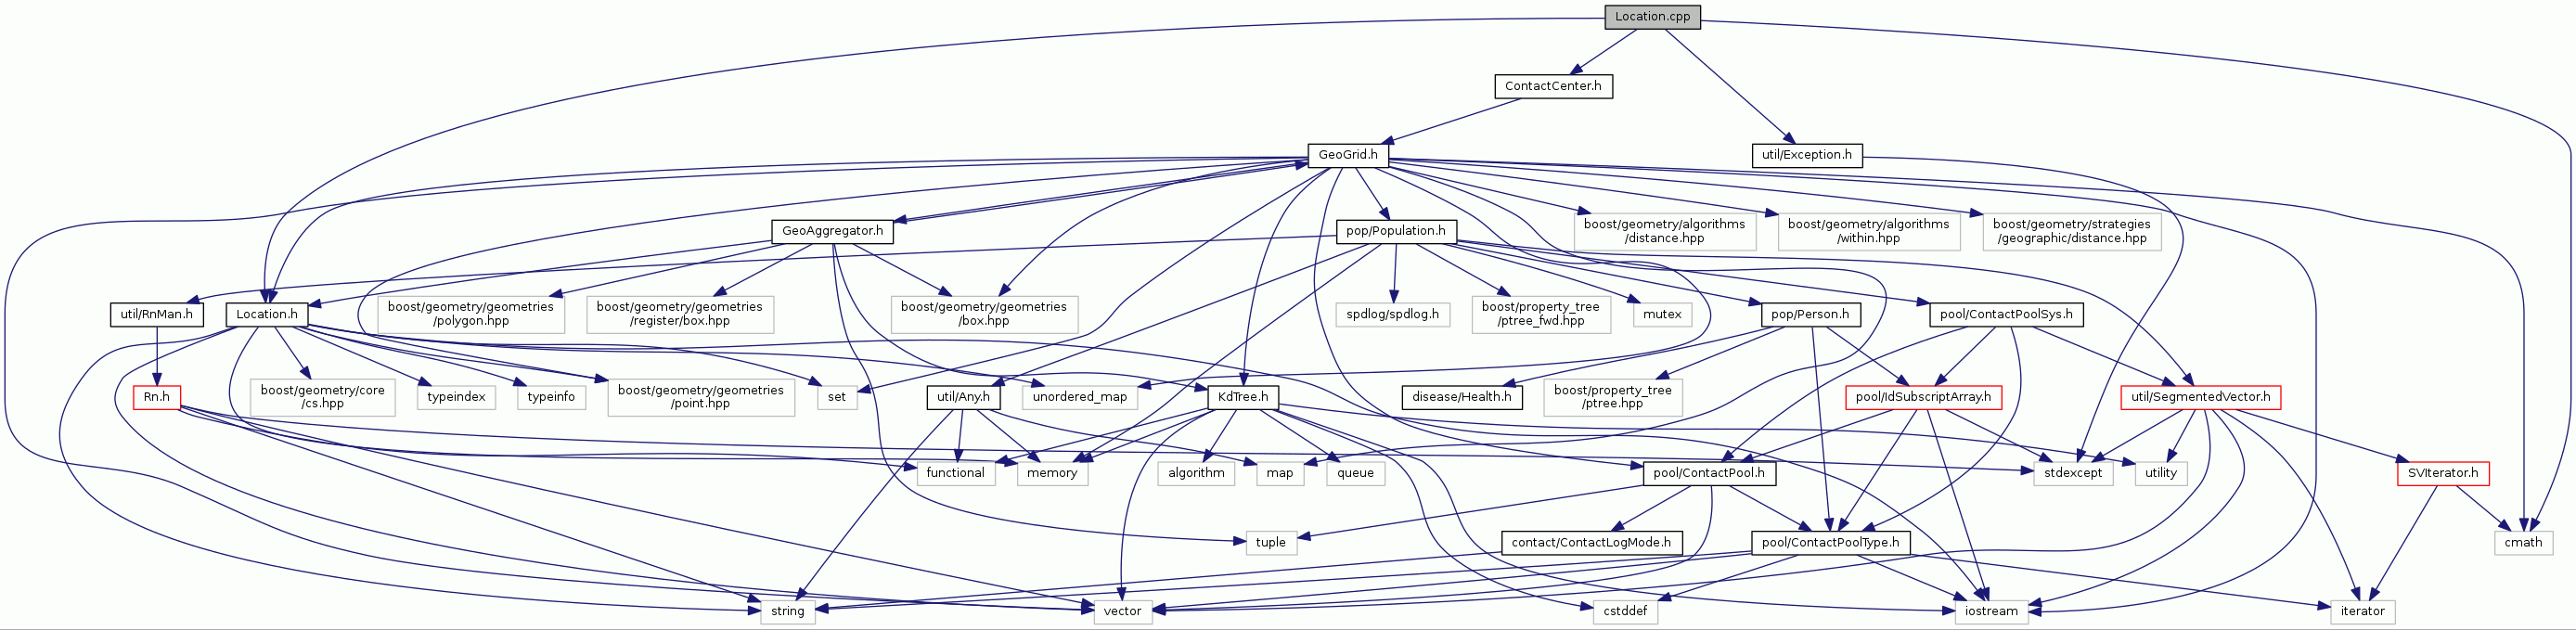 Location.cpp
ContactCenter.h
GeoGrid.h
util/Exception.h
GeoAggregator.h
pop/Population.h
boost/geometry/algorithms
/distance.hpp
boost/geometry/algorithms
/within.hpp
boost/geometry/strategies
/geographic/distance.hpp
util/RnMan.h
Location.h
boost/geometry/geometries
/polygon.hpp
boost/geometry/geometries
/register/box.hpp
boost/geometry/geometries
/box.hpp
spdlog/spdlog.h
boost/property_tree
/ptree_fwd.hpp
mutex
pop/Person.h
pool/ContactPoolSys.h
Rn.h
boost/geometry/core
/cs.hpp
typeindex
typeinfo
boost/geometry/geometries
/point.hpp
set
util/Any.h
unordered_map
KdTree.h
disease/Health.h
boost/property_tree
/ptree.hpp
pool/IdSubscriptArray.h
util/SegmentedVector.h
functional
memory
algorithm
map
queue
pool/ContactPool.h
stdexcept
utility
SVIterator.h
tuple
contact/ContactLogMode.h
pool/ContactPoolType.h
cmath
string
vector
cstddef
iostream
iterator